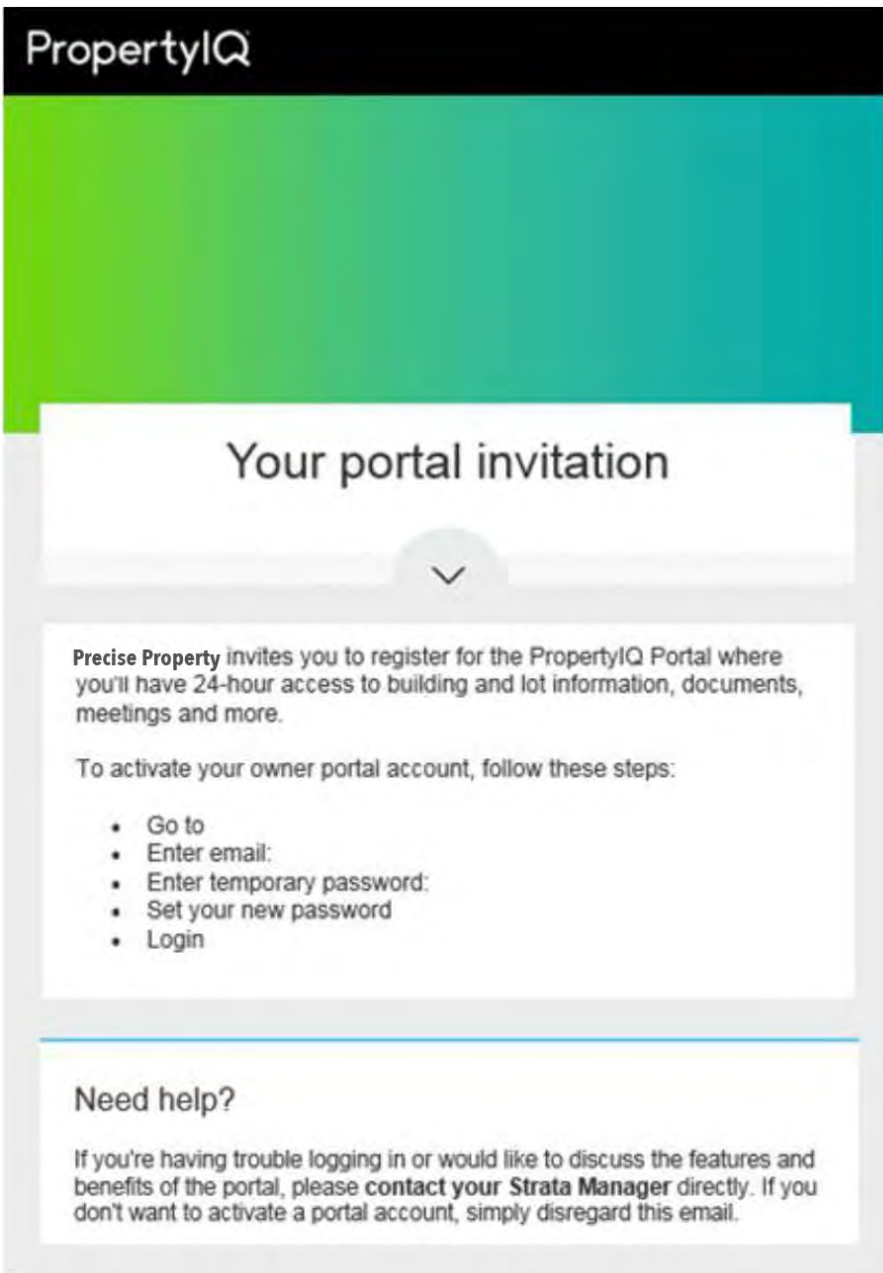 PropertyIQ
Your portal invitation
Precise Property invites you to register for the PropertyIQ Portal where
you'll have 24-hour access to building and lot information, documents,
meetings and more.
To activate your owner portal account, follow these steps:
• Go to
• Enter email:
• Enter temporary password:
• Set your new password
• Login
Need help?
If you're having trouble logging in or would like to discuss the features and
benefits of the portal, please contact your Strata Manager directly. If you
don't want to activate a portal account, simply disregard this email.